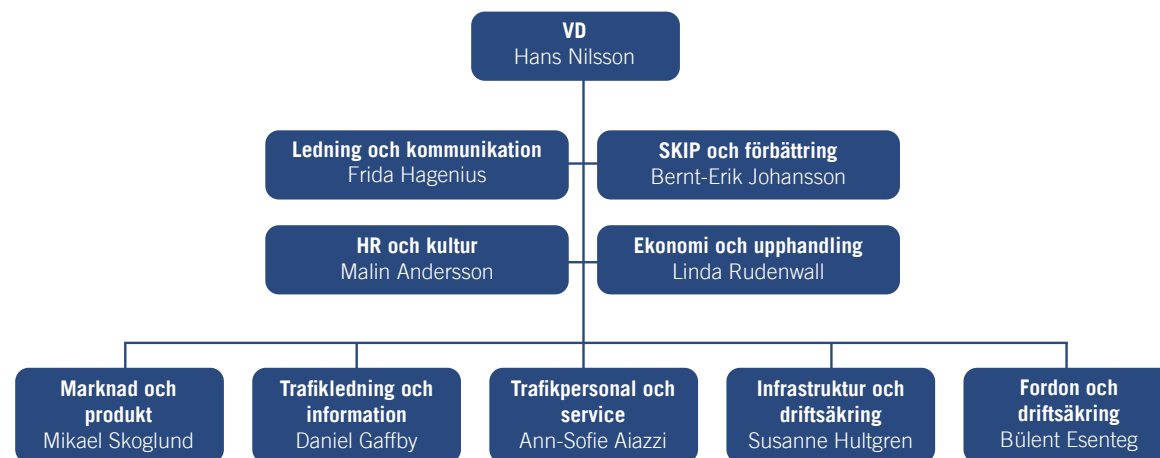 VD
Hans Nilsson
Ledning och kommunikation
Frida Hagenius
SKIP och förbättring
Bernt-Erik Johansson
HR och kultur
Malin Andersson
Ekonomi och upphandling
Linda Rudenwall
Marknad och
produkt
Mikael Skoglund
Trafikledning och
information
Daniel Gaffby
Trafikpersonal och
service
Ann-Sofie Aiazzi
Infrastruktur och
driftsäkring
Susanne Hultgren
Fordon och
driftsäkring
Bülent Esenteg